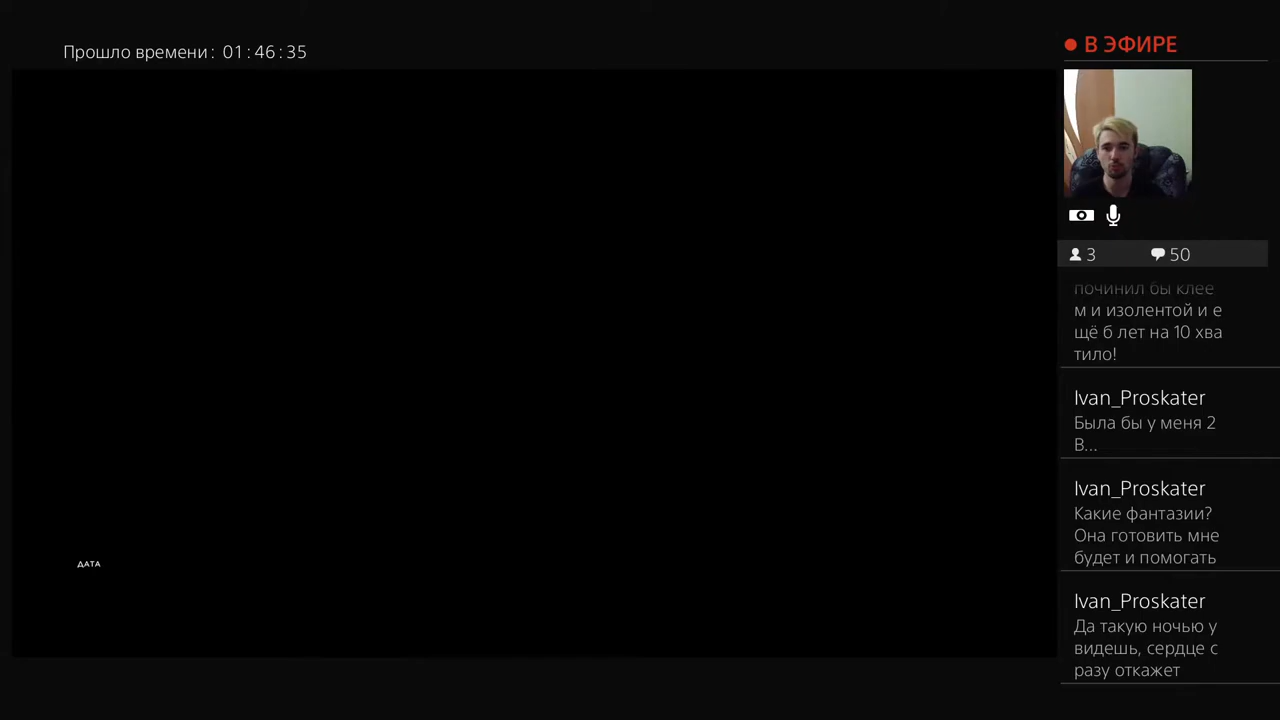 Прошло времени: 01:46:35
В ЭФИРЕ
3 50
починил бы клее
м и изолентой и е
щё б лет на 10 хва
тило!
Ivan_Proskater
Была бы у меня 2
В...
Ivan_Proskater
Какие фантазии?
Она готовить мне
будет и помогать
Ivan_Proskater
Да такую ночью у
видешь, сердце с
разу откажет
ДАТА